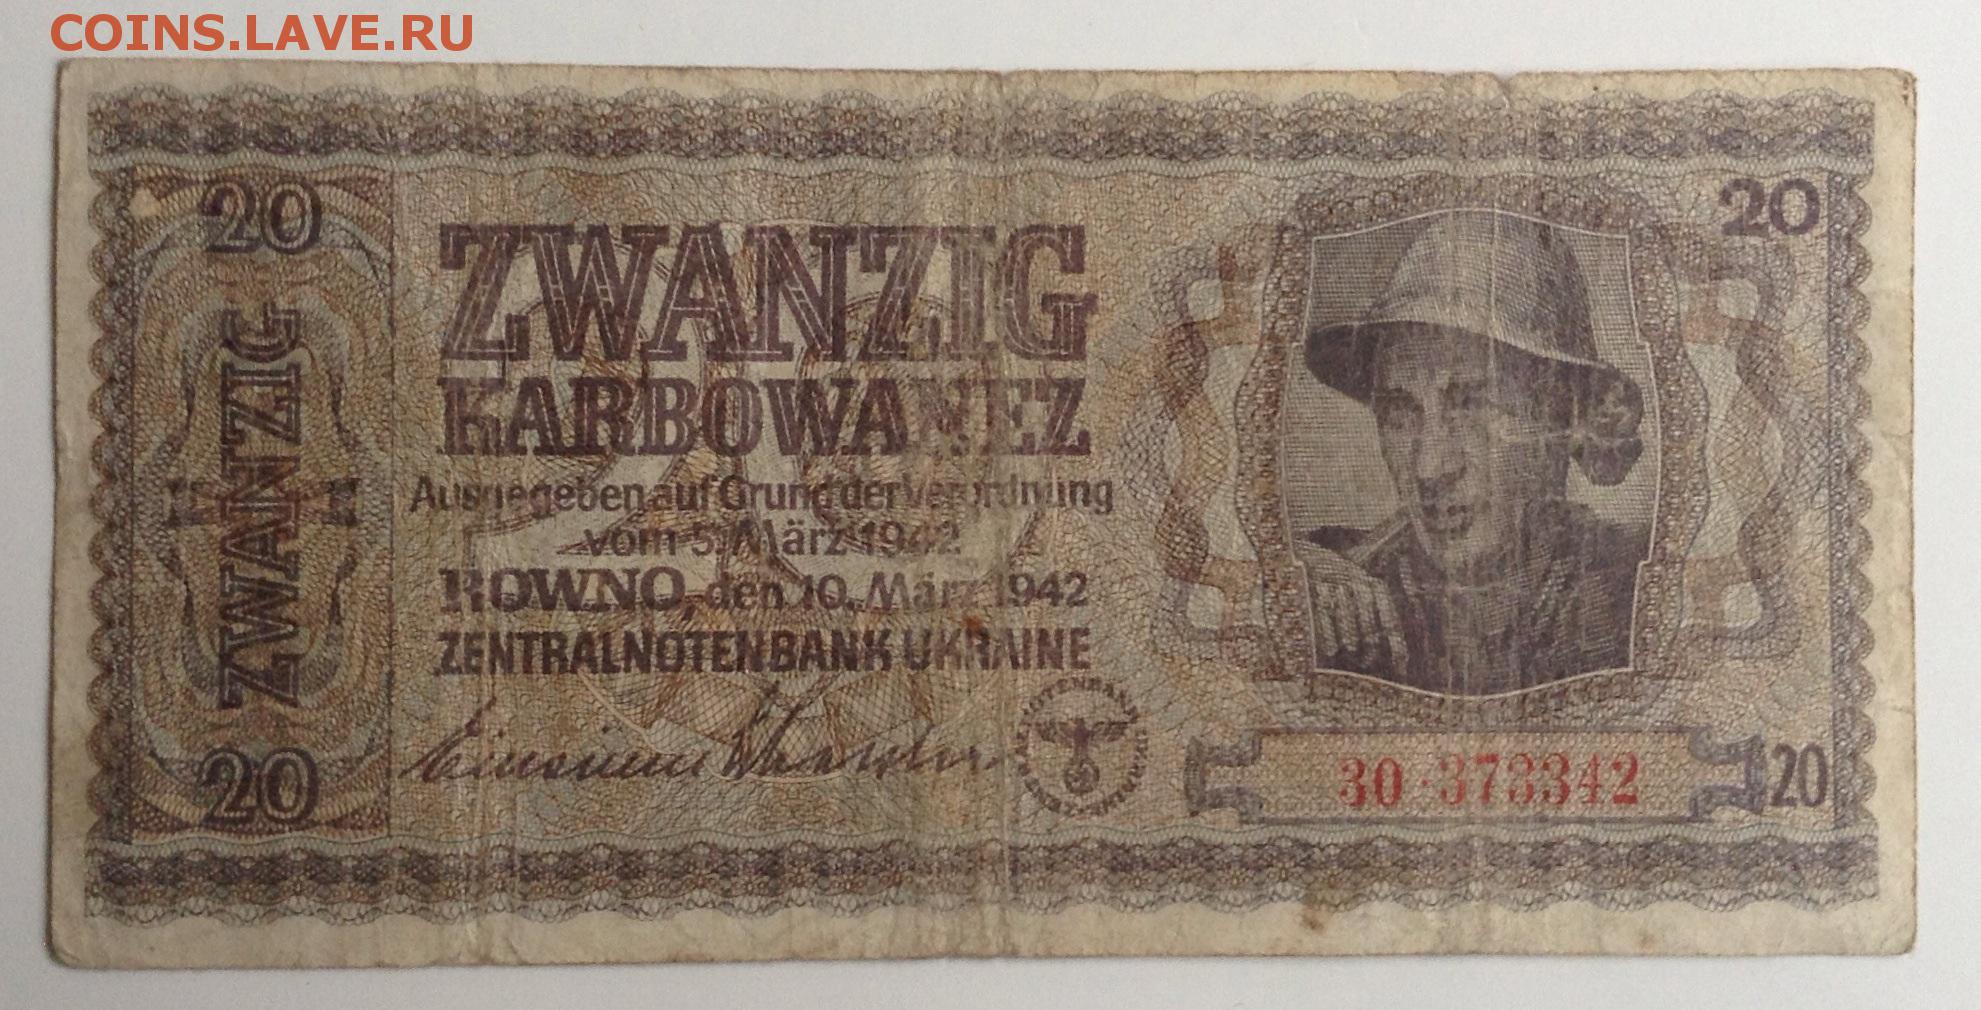 COINS.LAVE.RU
20
20
ZWANZIG
ZWANZIG
KARBOWANEZ
Ausgegeben auf Grund der Verordnung
vom 5. März 1942
ROWNO, den 10. März 1942
ZENTRALNOTENBANK UKRAINE
30·373342
20
20